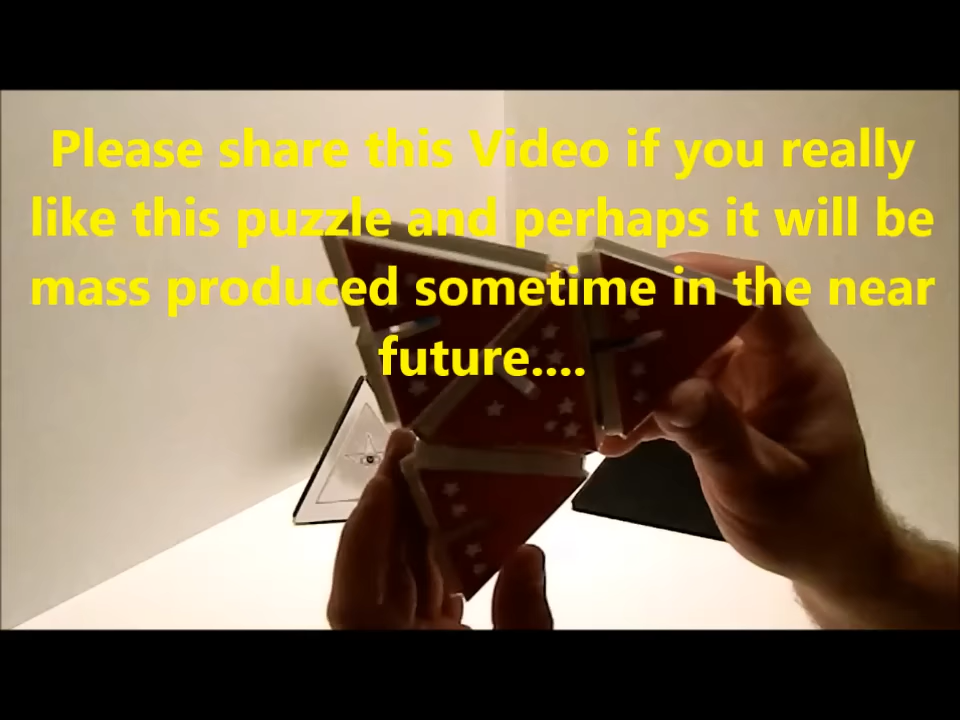 Please share this Video if you really
like this puzzle and perhaps it will be
mass produced sometime in the near
future....